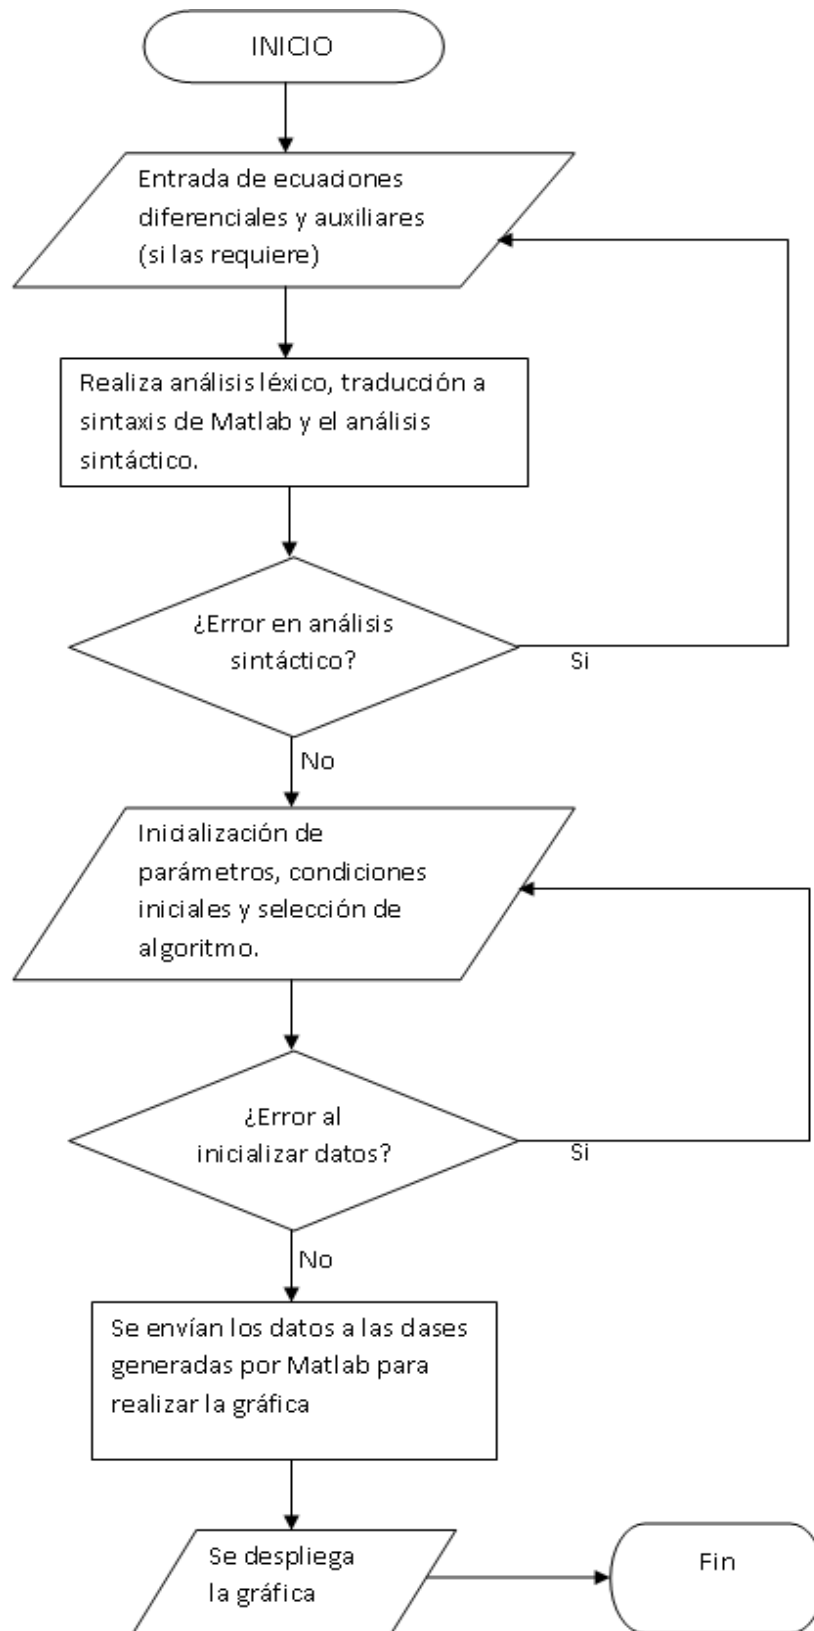 INICIO
Entrada de ecuaciones
diferenciales y auxiliares
(si las requiere)
Realiza análisis léxico, traducción a
sintaxis de Matlab y el análisis
sintáctico.
¿Error en análisis
sintáctico?
Si
No
Inicialización de
parámetros, condiciones
iniciales y selección de
algoritmo.
¿Error al
inicializar datos?
Si
No
Se envían los datos a las clases
generadas por Matlab para
realizar la gráfica
Se despliega
la gráfica
Fin